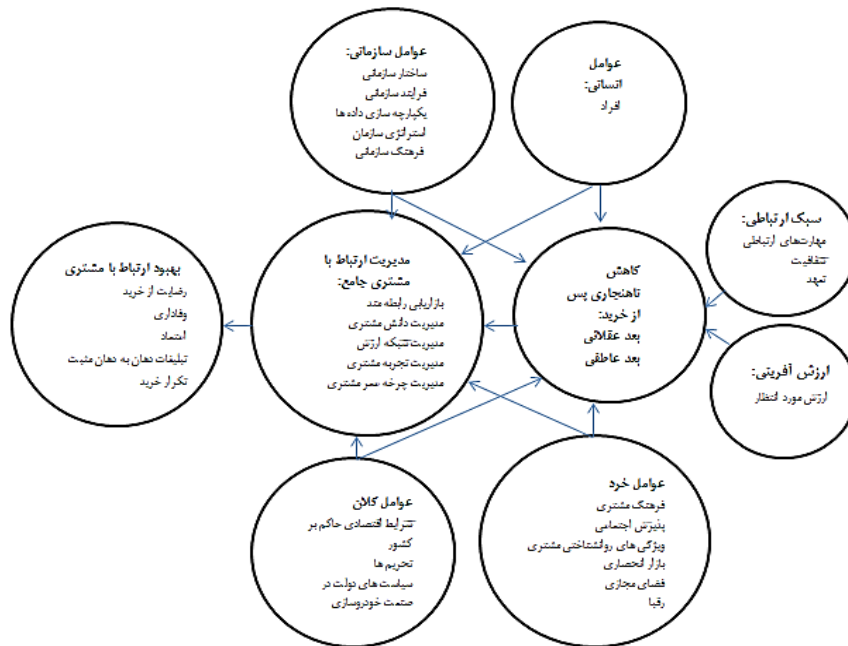 عوامل سازمانی:
ساختار سازمانی
فرایند سازمانی
یکپارچه سازی داده ها
استراتژی سازمان
فرهنگ سازمانی
عوامل
انسانی:
افراد
سبک ارتباطی:
مهارت‌های ارتباطی
شفافیت
تعهد
ارزش آفرینی:
ارزش مورد انتظار
کاهش
ناهنجاری پس
از خرید:
بعد عقلانی
بعد عاطفی
مدیریت ارتباط با
مشتری جامع:
بازاریابی رابطه مند
مدیریت دانش مشتری
مدیریت شبکه ارزش
مدیریت تجربه مشتری
مدیریت چرخه عمر مشتری
بهبود ارتباط با مشتری
رضایت از خرید
وفاداری
اعتماد
تبلیغات دهان به دهان مثبت
تکرار خرید
عوامل خرد
فرهنگ مشتری
پذیرش اجتماعی
ویژگی های روانشناختی مشتری
بازار انحصاری
فضای مجازی
رقبا
عوامل کلان
شرایط اقتصادی حاکم بر
کشور
تحریم ها
سیاست های دولت در
صنعت خودروسازی